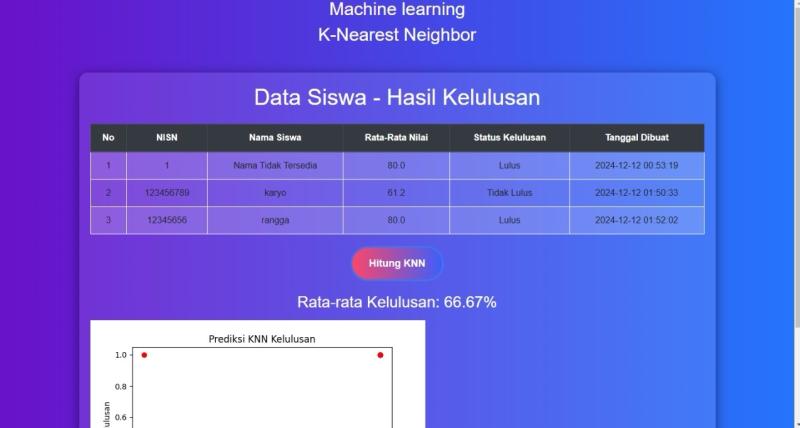 Machine learning
K-Nearest Neighbor
Data Siswa - Hasil Kelulusan
No NISN Nama Siswa Rata-Rata Nilai Status Kelulusan Tanggal Dibuat
1 1 Nama Tidak Tersedia 80.0 Lulus 2024-12-12 00:53:19
2 123456789 karyo 61.2 Tidak Lulus 2024-12-12 01:50:33
3 12345656 rangga 80.0 Lulus 2024-12-12 01:52:02
Hitung KNN
Rata-rata Kelulusan: 66.67%
Prediksi KNN Kelulusan
1.0
0.8
0.6